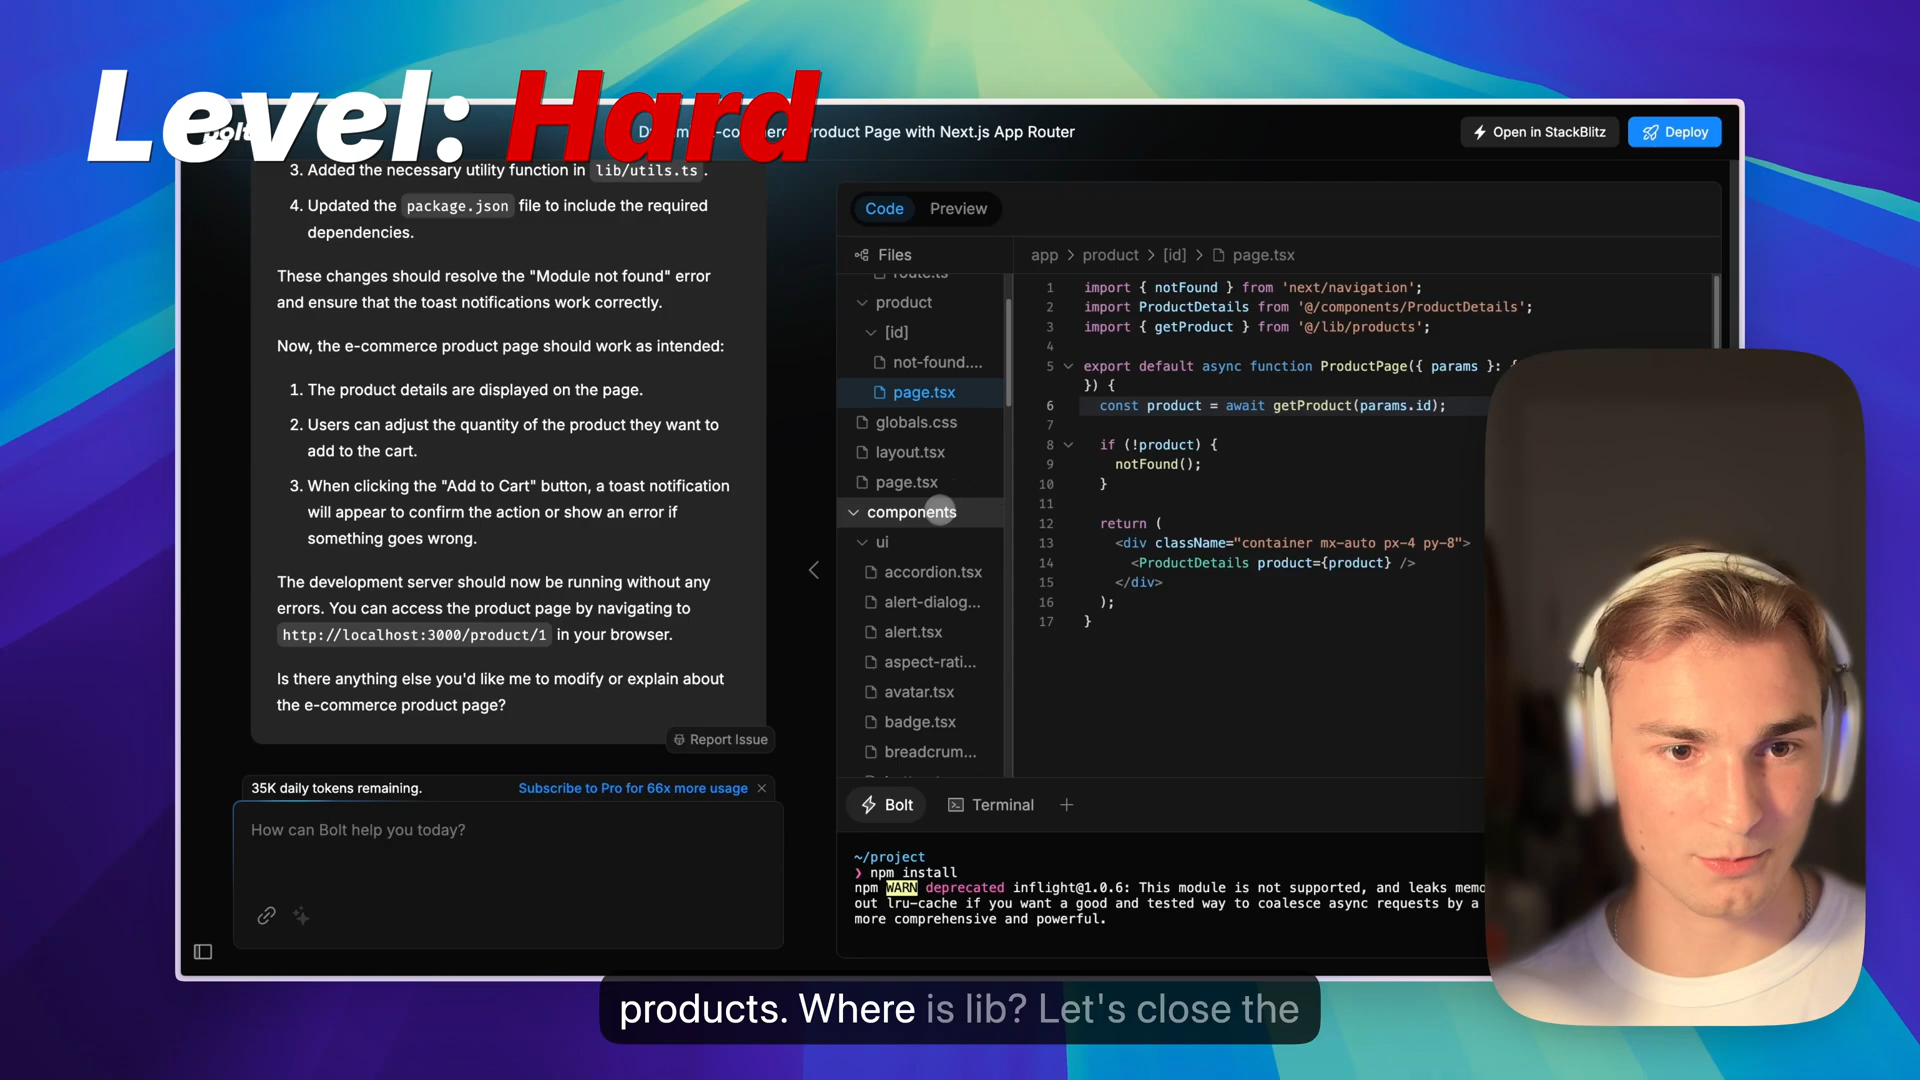 Level: Hard
bolt
Product Page with Next.js App Router
Open in StackBlitz
Deploy
3. Added the necessary utility function in lib/utils.ts.
4. Updated the package.json file to include the required
dependencies.
These changes should resolve the "Module not found" error
and ensure that the toast notifications work correctly.
Now, the e-commerce product page should work as intended:
1. The product details are displayed on the page.
2. Users can adjust the quantity of the product they want to
add to the cart.
3. When clicking the "Add to Cart" button, a toast notification
will appear to confirm the action or show an error if
something goes wrong.
The development server should now be running without any
errors. You can access the product page by navigating to
http://localhost:3000/product/1 in your browser.
Is there anything else you'd like me to modify or explain about
the e-commerce product page?
Report Issue
35K daily tokens remaining.
Subscribe to Pro for 66x more usage
How can Bolt help you today?
Code
Preview
Files
route.ts
product
[id]
not-found....
page.tsx
globals.css
layout.tsx
page.tsx
components
ui
accordion.tsx
alert-dialog...
alert.tsx
aspect-rati...
avatar.tsx
badge.tsx
breadcrum...
app > product > [id] > page.tsx
1 import { notFound } from 'next/navigation';
2 import ProductDetails from '@/components/ProductDetails';
3 import { getProduct } from '@/lib/products';
4
5 export default async function ProductPage({ params }: {
}) {
6 const product = await getProduct(params.id);
7
8 if (!product) {
9 notFound();
10 }
11
12 return (
13 <div className="container mx-auto px-4 py-8">
14 <ProductDetails product={product} />
15 </div>
16 );
17 }
Bolt
Terminal
~/project
❯ npm install
npm WARN deprecated inflight@1.0.6: This module is not supported, and leaks memo
out lru-cache if you want a good and tested way to coalesce async requests by a
more comprehensive and powerful.
products. Where is lib? Let's close the